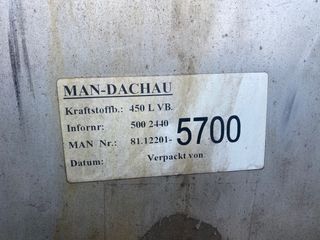 MAN-DACHAU
Kraftstoffb.: 450 L VB.
Infornr: 500 2440
MAN Nr.: 81.12201- 5700
Datum: Verpackt von